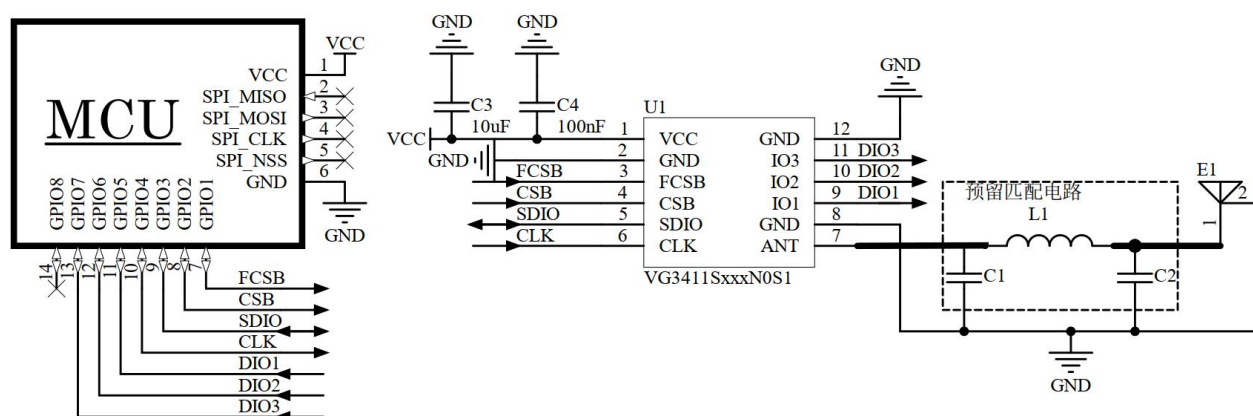 VCC
1
VCC
2
SPI_MISO
3
SPI_MOSI
4
SPI_CLK
5
SPI_NSS
6
GND
GND
MCU
GPIO8
GPIO7
GPIO6
GPIO5
GPIO4
GPIO3
GPIO2
GPIO1
14
13
12
11
10
9
8
7
FCSB
CSB
SDIO
CLK
DIO1
DIO2
DIO3
GND
GND
C3
10uF
C4
100nF
VCC
GND
FCSB
CSB
SDIO
CLK
U1
1 VCC
2 GND
3 FCSB
4 CSB
5 SDIO
6 CLK
GND 12
IO3 11 DIO3
IO2 10 DIO2
IO1 9 DIO1
GND 8
ANT 7
VG3411SxxxN0S1
GND
预留匹配电路
L1
C1
C2
E1
1
2
GND